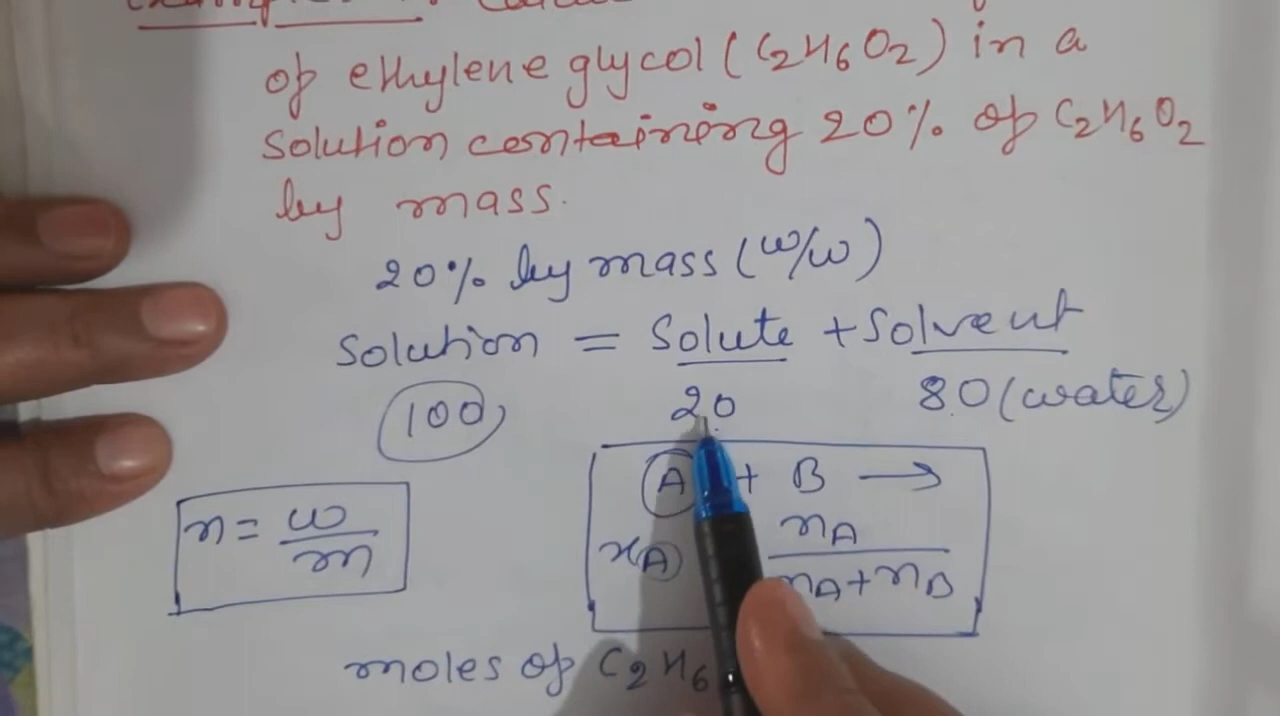 of ethylene glycol (C2H6O2) in a
solution containing 20% of C2H6O2
by mass.
20% by mass (w/w)
Solution = Solute + Solvent
100 20 80 (water)
A + B →
n = w/m
xA nA/nA+nB
moles of C2H6